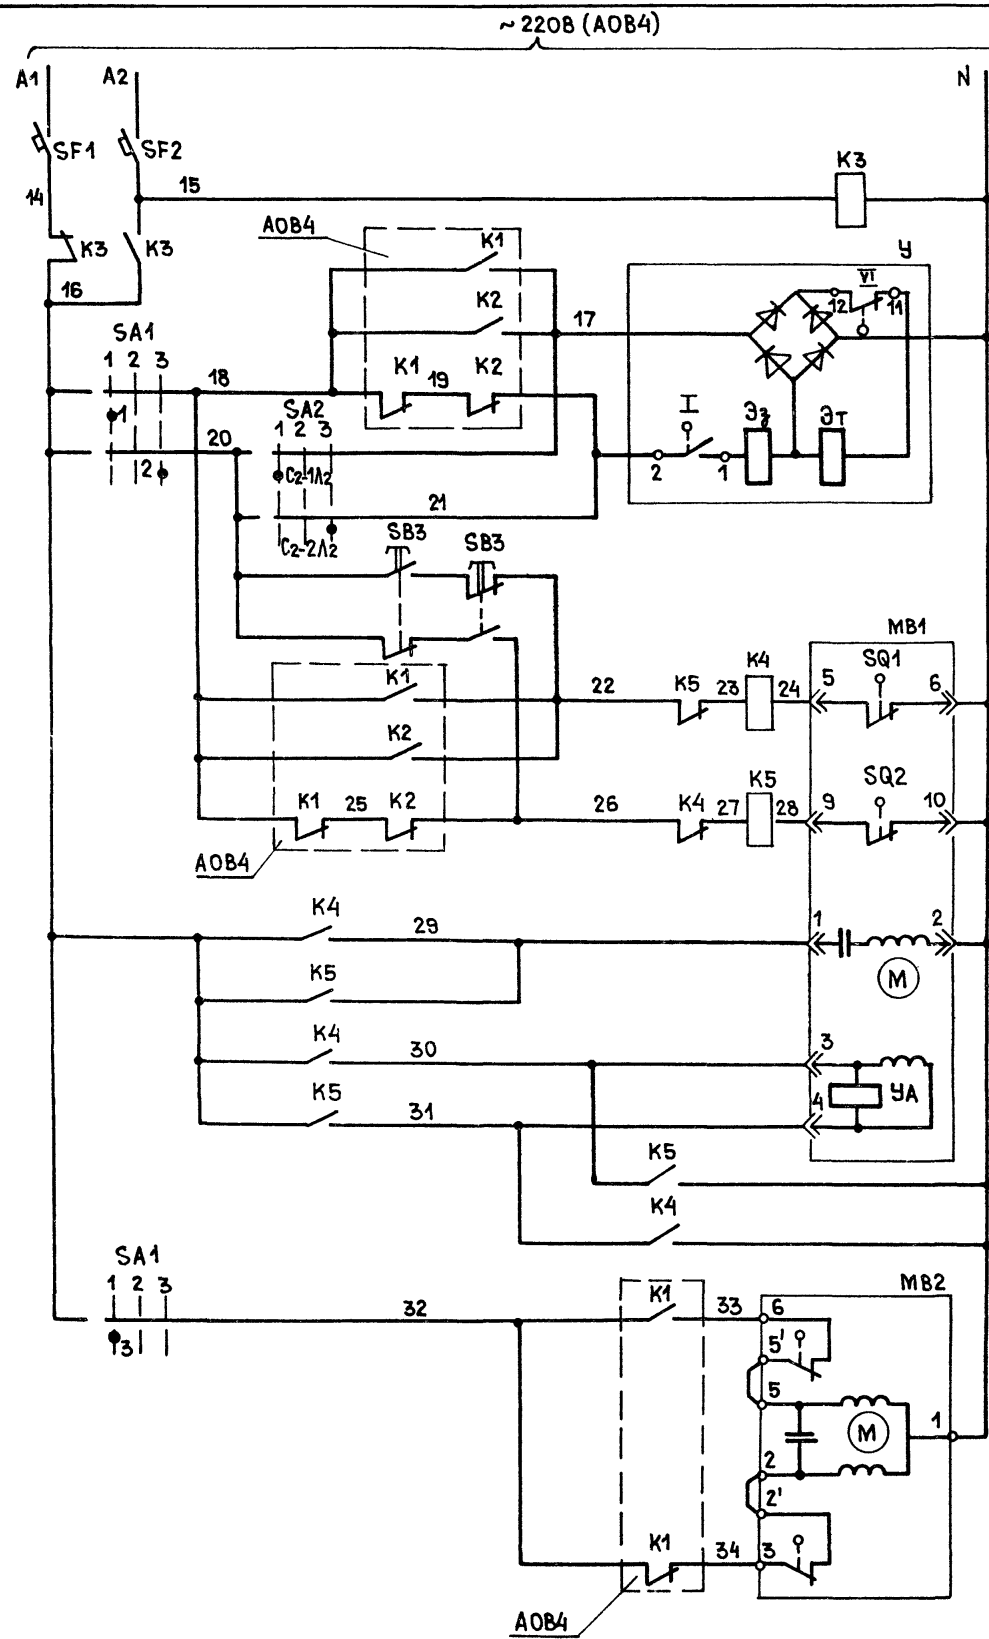 ~220В (АОВ4)
А1 А2 N
SF1 SF2 К3
14 15
АОВ4
К3 К3 К1 У
16 К2 17 12 VI 11
SA1
1 2 3 К1 19 К2
18
1 SA2 I Эз Эт
20 1 2 3
2 С2-1Л2 2 1
21
С2-2Л2 SB3 SB3
МВ1
К1 22 К5 23 К4 24 5 SQ1 6
К2
К1 25 К2 26 К4 27 К5 28 9 SQ2 10
АОВ4
К4 29 1 2
К5 М
К4 30 3
К5 31 4 УА
К5
К4
SA1
1 2 3 32 К1 33 МВ2
3 6
5'
5
М 1
2
2'
К1 34 3
АОВ4